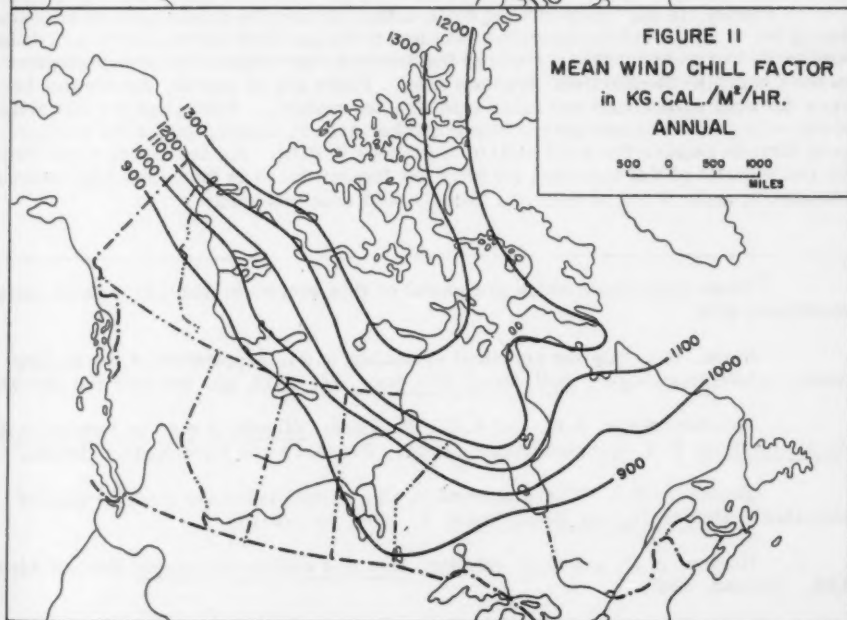 FIGURE 11
MEAN WIND CHILL FACTOR
in KG. CAL./M²/HR.
ANNUAL
500 0 500 1000
MILES
1300
1200
1300
1200
1100
1000
900
1100
1000
900